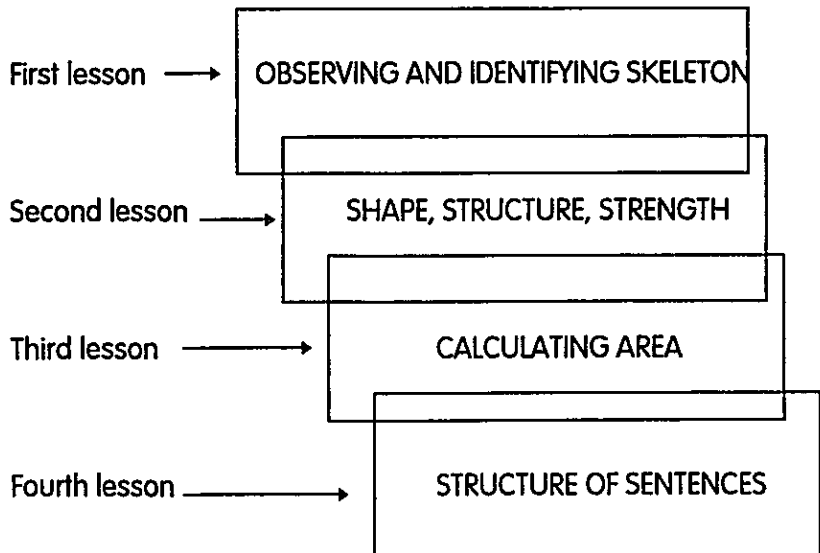 First lesson
OBSERVING AND IDENTIFYING SKELETON
Second lesson
SHAPE, STRUCTURE, STRENGTH
Third lesson
CALCULATING AREA
Fourth lesson
STRUCTURE OF SENTENCES